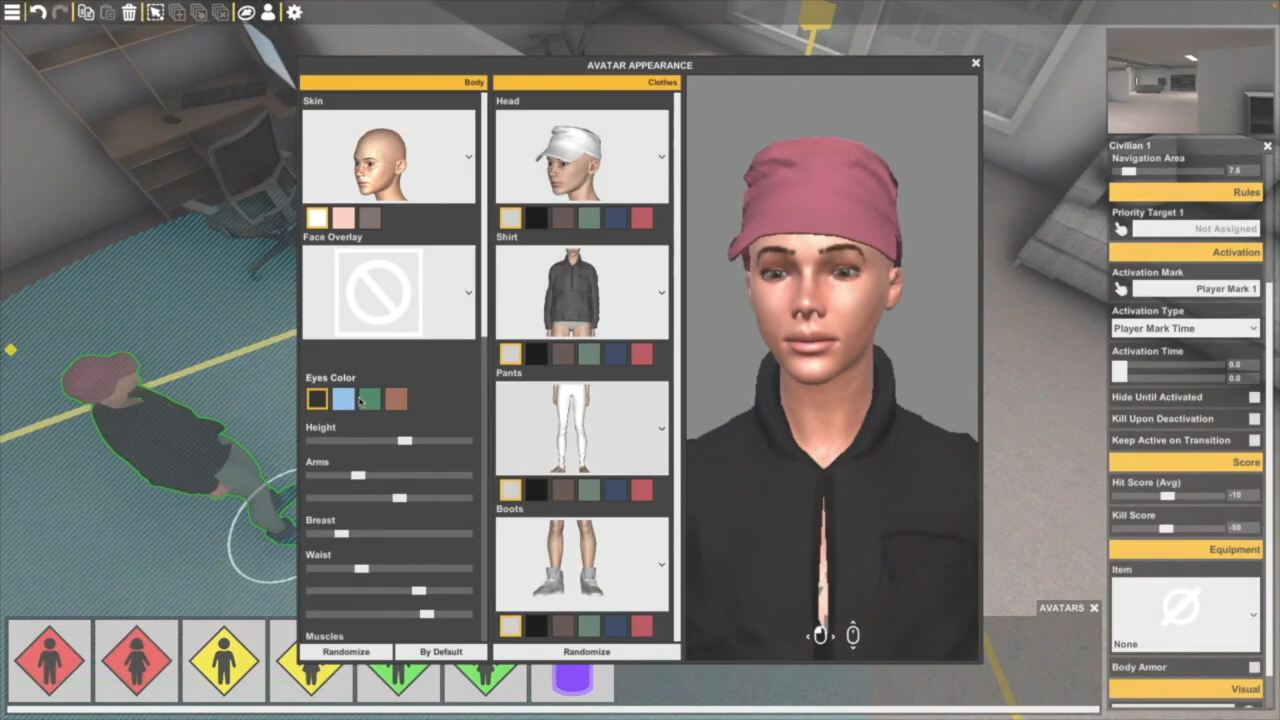 AVATAR APPEARANCE
Body
Skin
Face Overlay
Eyes Color
Height
Arms
Breast
Waist
Muscles
Randomize
By Default
Clothes
Head
Shirt
Pants
Boots
Randomize
Civilian 1
Navigation Area
7.6
Rules
Priority Target 1
Not Assigned
Activation
Activation Mark
Player Mark 1
Activation Type
Player Mark Time
Activation Time
0.0
0.0
Hide Until Activated
Kill Upon Deactivation
Keep Active on Transition
Score
Hit Score (Avg)
-10
Kill Score
-50
Equipment
Item
None
Body Armor
Visual
AVATARS